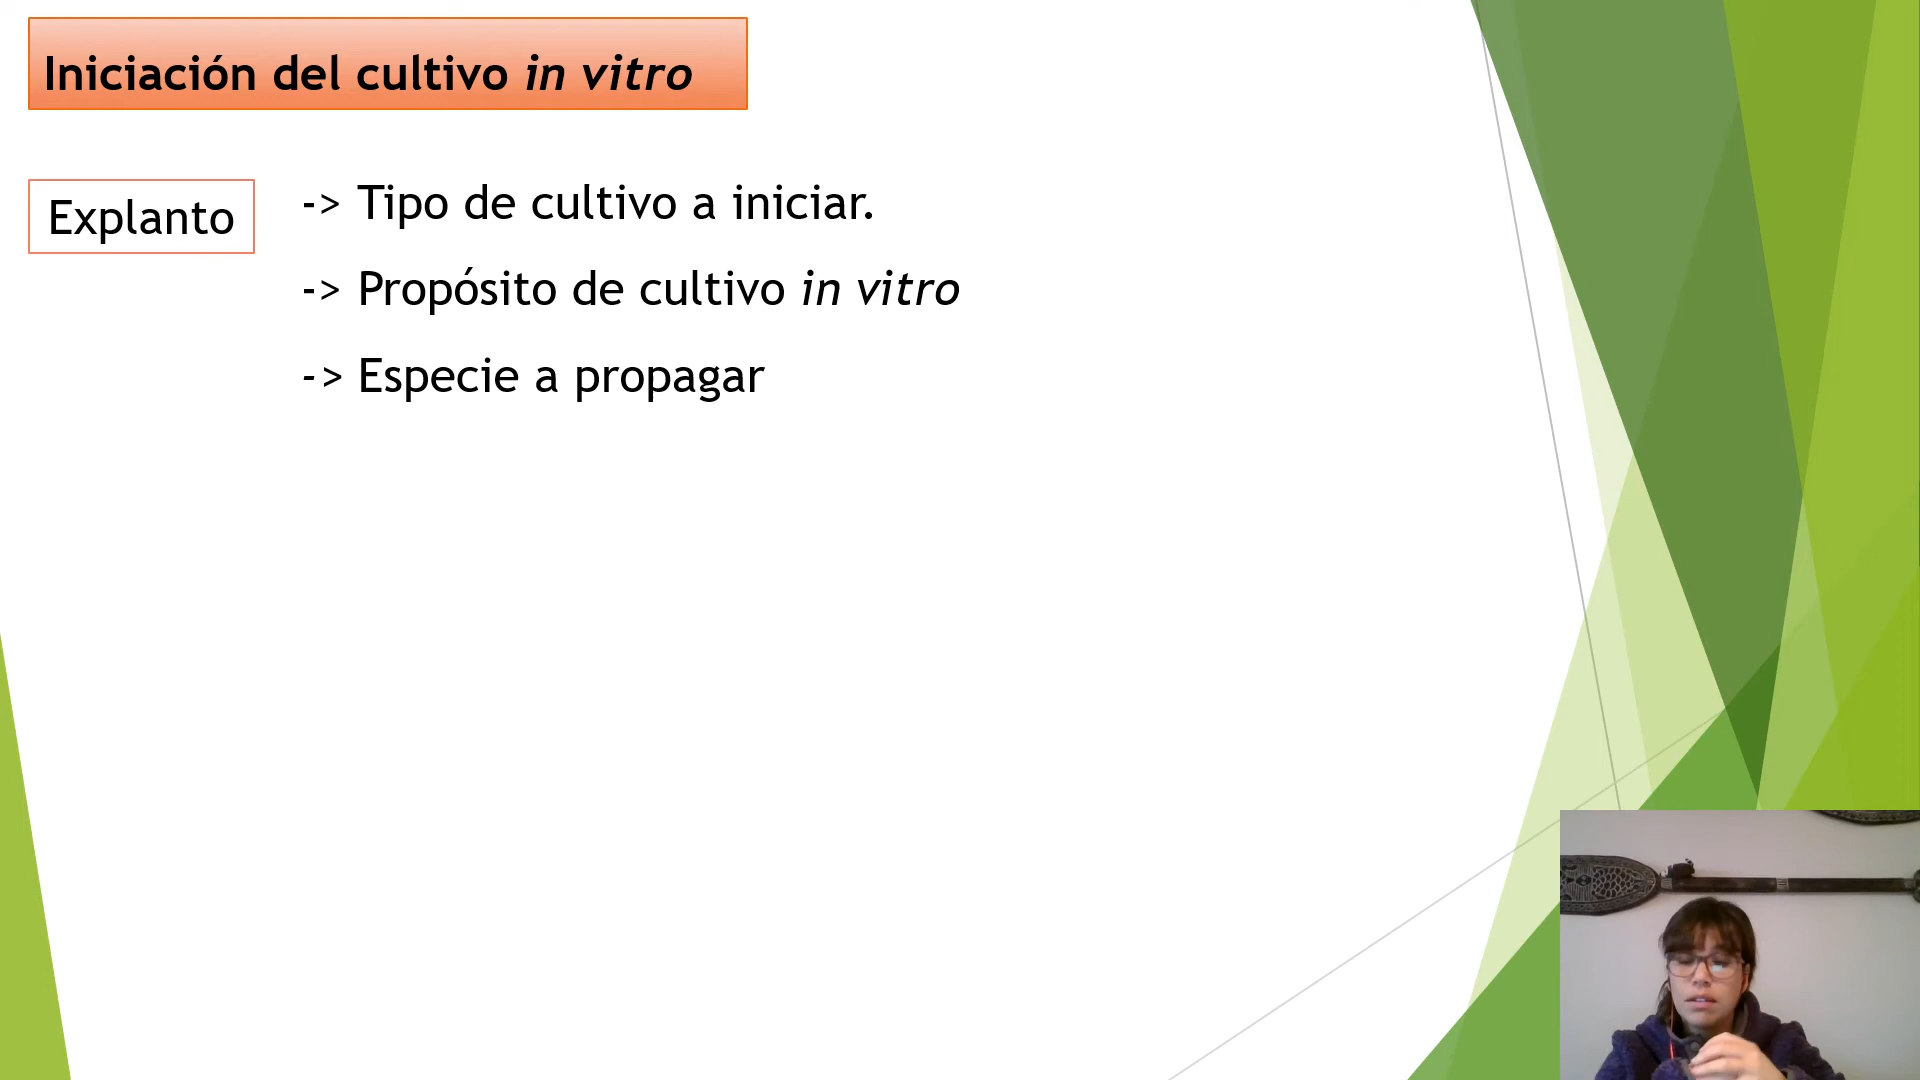 Iniciación del cultivo in vitro
Explanto
-> Tipo de cultivo a iniciar.
-> Propósito de cultivo in vitro
-> Especie a propagar